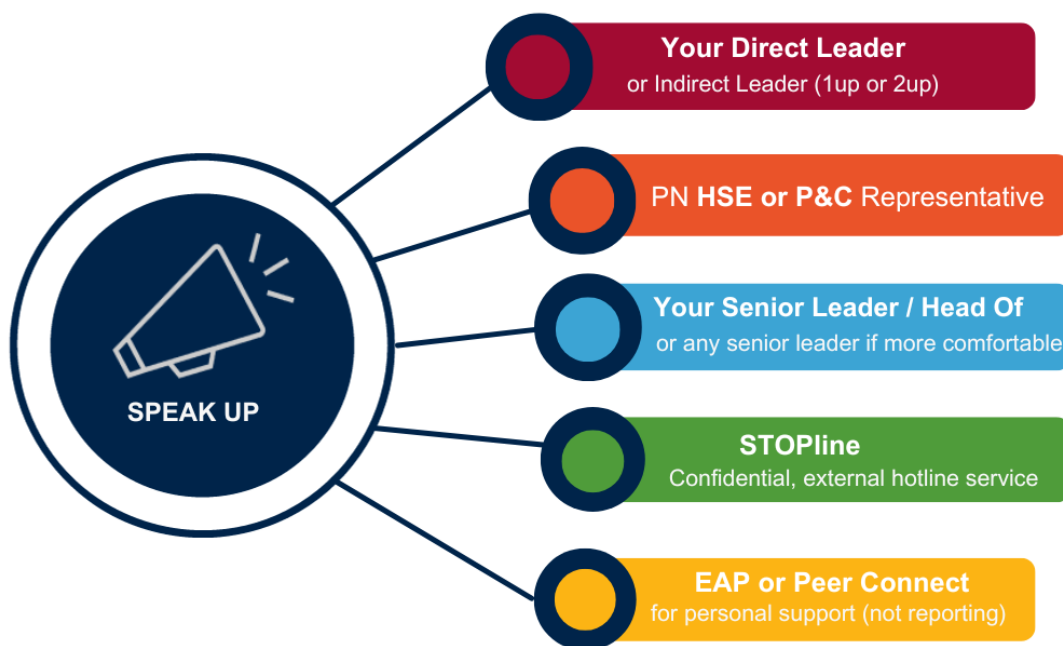 SPEAK UP
Your Direct Leader
or Indirect Leader (1up or 2up)
PN HSE or P&C Representative
Your Senior Leader / Head Of
or any senior leader if more comfortable
STOPline
Confidential, external hotline service
EAP or Peer Connect
for personal support (not reporting)